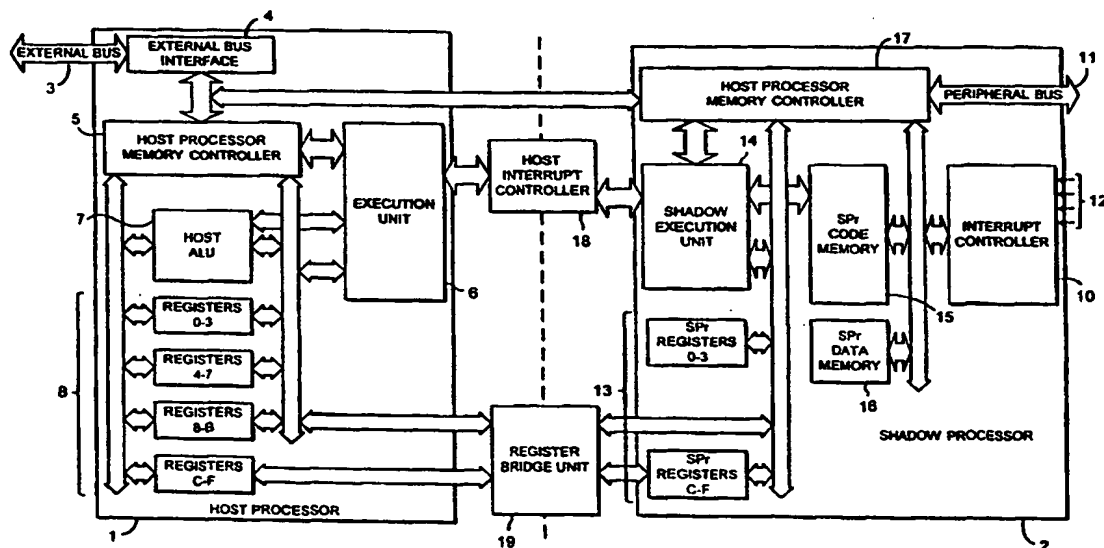 4
EXTERNAL BUS
3
EXTERNAL BUS
INTERFACE
17
11
HOST PROCESSOR
MEMORY CONTROLLER
PERIPHERAL BUS
5
HOST PROCESSOR
MEMORY CONTROLLER
EXECUTION
UNIT
6
HOST
INTERRUPT
CONTROLLER
18
14
SHADOW
EXECUTION
UNIT
SPr
CODE
MEMORY
15
INTERRUPT
CONTROLLER
12
10
7
HOST
ALU
8
REGISTERS
0-3
REGISTERS
4-7
REGISTERS
8-B
REGISTERS
C-F
HOST PROCESSOR
1
REGISTER
BRIDGE UNIT
19
13
SPr
REGISTERS
0-3
SPr
REGISTERS
C-F
SPr
DATA
MEMORY
16
SHADOW PROCESSOR
2